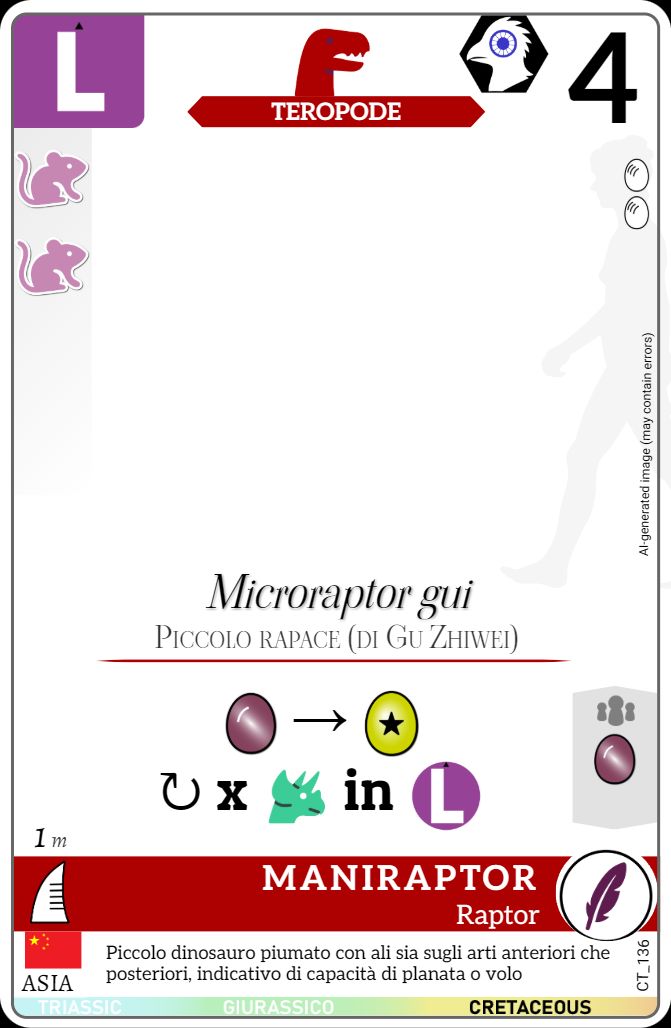 L
TEROPODE
4
AI-generated image (may contain errors)
Microraptor gui
Piccolo rapace (di Gu Zhiwei)
x in L
1 m
MANIRAPTOR
Raptor
ASIA
Piccolo dinosauro piumato con ali sia sugli arti anteriori che
posteriori, indicativo di capacità di planata o volo
CT_136
TRIASSIC GIURASSICO CRETACEOUS